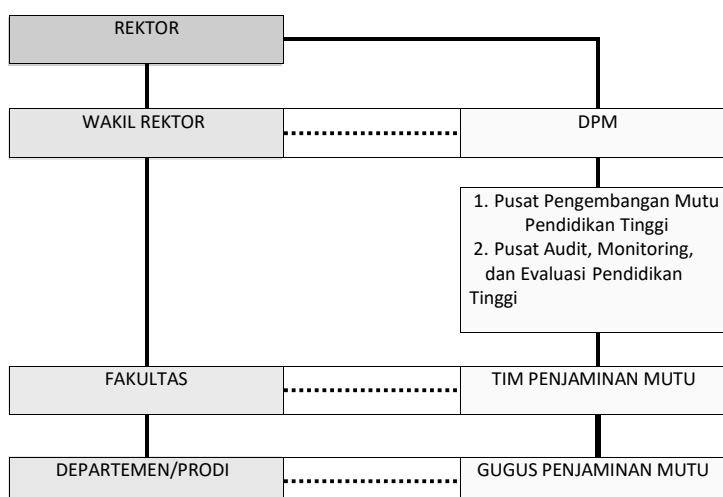 REKTOR
WAKIL REKTOR
DPM
1. Pusat Pengembangan Mutu
Pendidikan Tinggi
2. Pusat Audit, Monitoring,
dan Evaluasi Pendidikan
Tinggi
FAKULTAS
TIM PENJAMINAN MUTU
DEPARTEMEN/PRODI
GUGUS PENJAMINAN MUTU